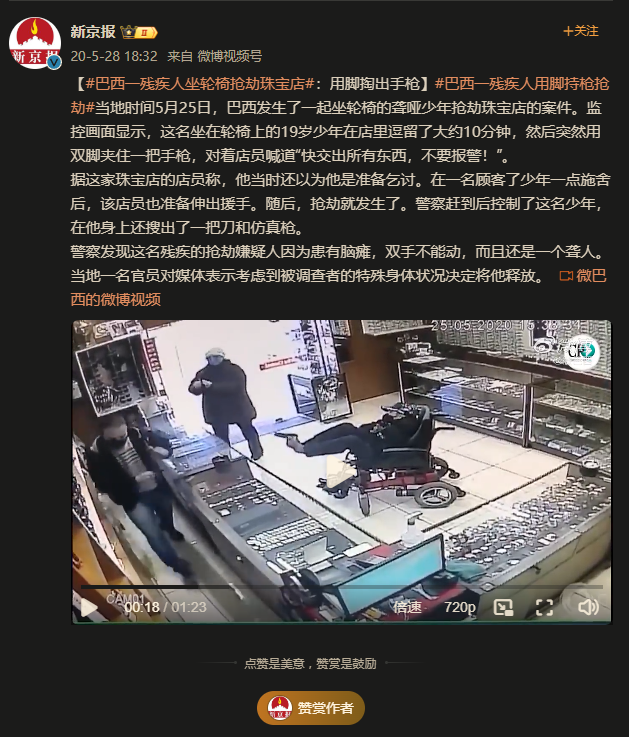 新京报
新京报 II
+关注
20-5-28 18:32 来自 微博视频号
【#巴西一残疾人坐轮椅抢劫珠宝店#：用脚掏出手枪】#巴西一残疾人用脚持枪抢
劫#当地时间5月25日，巴西发生了一起坐轮椅的聋哑少年抢劫珠宝店的案件。监
控画面显示，这名坐在轮椅上的19岁少年在店里逗留了大约10分钟，然后突然用
双脚夹住一把手枪，对着店员喊道“快交出所有东西，不要报警！”。
据这家珠宝店的店员称，他当时还以为他是准备乞讨。在一名顾客了少年一点施舍
后，该店员也准备伸出援手。随后，抢劫就发生了。警察赶到后控制了这名少年，
在他身上还搜出了一把刀和仿真枪。
警察发现这名残疾的抢劫嫌疑人因为患有脑瘫，双手不能动，而且还是一个聋人。
当地一名官员对媒体表示考虑到被调查者的特殊身体状况决定将他释放。 微巴
西的微博视频
CAM01
00:18 / 01:23
倍速
720p
点赞是美意，赞赏是鼓励
新京报
赞赏作者